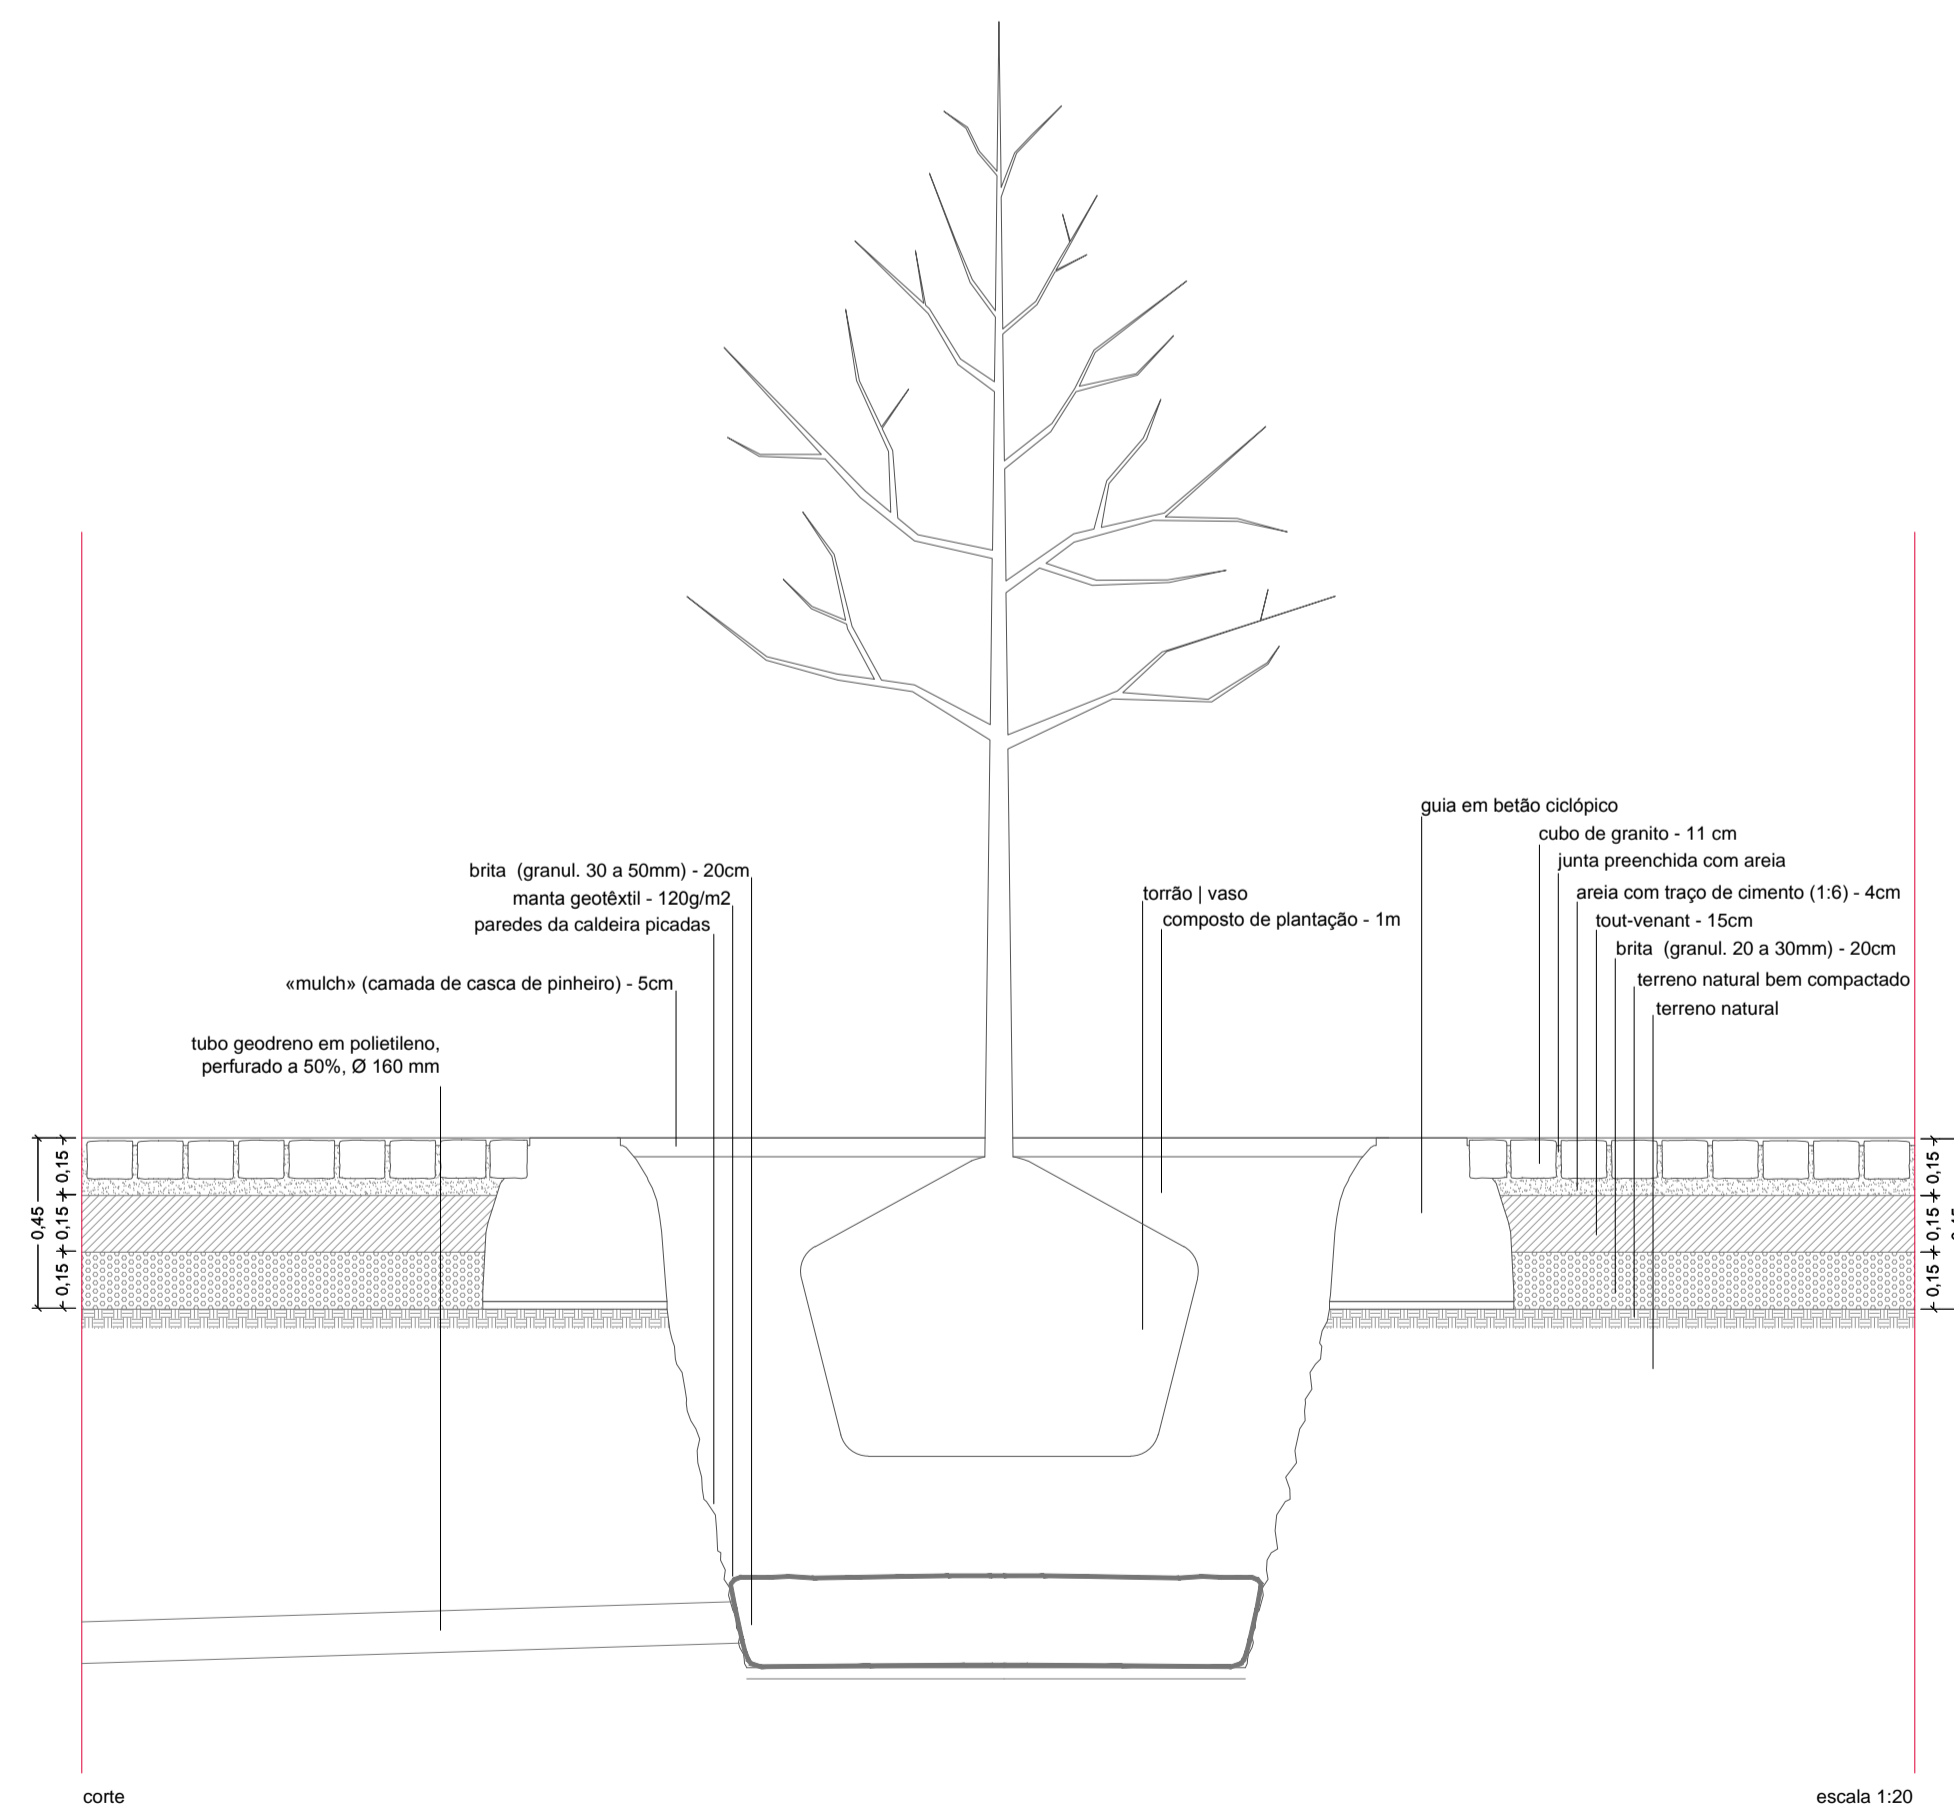 guia em betão ciclópico
cubo de granito - 11 cm
junta preenchida com areia
areia com traço de cimento (1:6) - 4cm
tout-venant - 15cm
brita (granul. 20 a 30mm) - 20cm
terreno natural bem compactado
terreno natural
torrão | vaso
composto de plantação - 1m
brita (granul. 30 a 50mm) - 20cm
manta geotêxtil - 120g/m2
paredes da caldeira picadas
«mulch» (camada de casca de pinheiro) - 5cm
tubo geodreno em polietileno,
perfurado a 50%, Ø 160 mm
0,45
0,15
0,15
0,15
0,15
0,15
0,15
corte
escala 1:20